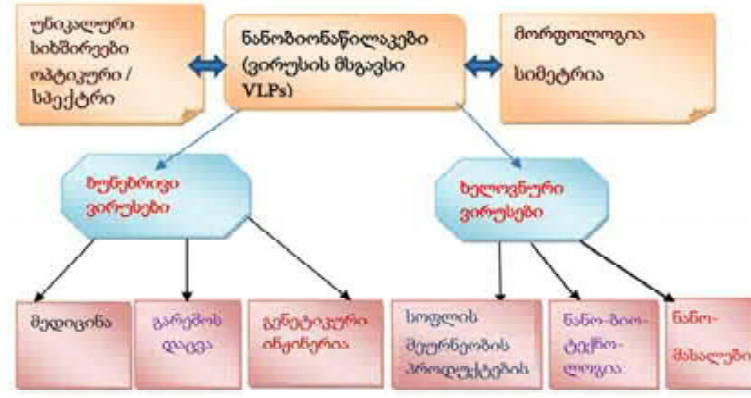 უნიკალური
სიხშირეები
ოპტიკური /
სპექტრი
ნანობიონაწილაკები
(ვირუსის მსგავსი
VLPs)
მორფოლოგია
სიმეტრია
ბუნებრივი
ვირუსები
ხელოვნური
ვირუსები
მედიცინა
გარემოს
დაცვა
გენეტიკური
ინჟინერია
სოფლის
მეურნეობის
პროდუქტების
ნანო-ბიო-
ტექნო-
ლოგია
ნანო-
მასალები